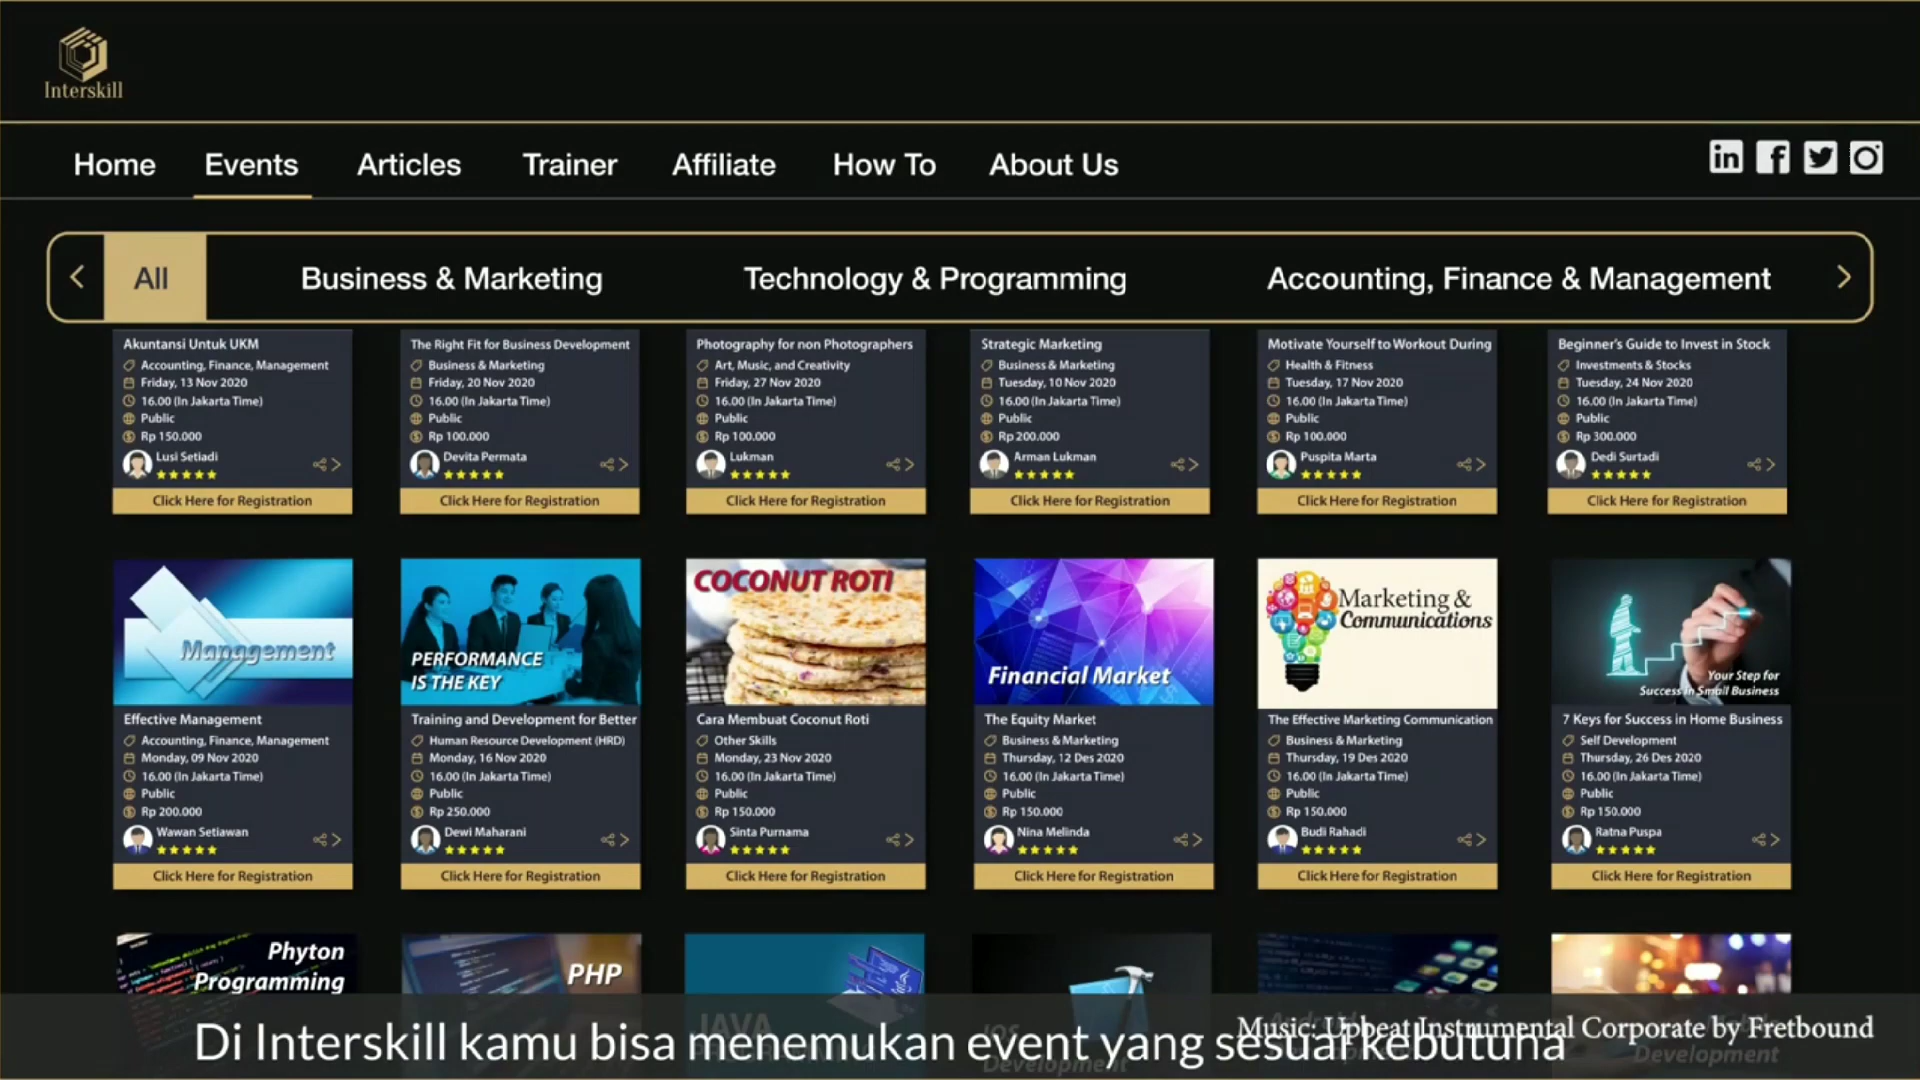 Interskill
Home Events Articles Trainer Affiliate How To About Us
All Business & Marketing Technology & Programming Accounting, Finance & Management
Akuntansi Untuk UKM
Accounting, Finance, Management
Friday, 13 Nov 2020
16.00 (In Jakarta Time)
Public
Rp 150.000
Lusi Setiadi
Click Here for Registration
The Right Fit for Business Development
Business & Marketing
Friday, 20 Nov 2020
16.00 (In Jakarta Time)
Public
Rp 100.000
Devita Permata
Click Here for Registration
Photography for non Photographers
Art, Music, and Creativity
Friday, 27 Nov 2020
16.00 (In Jakarta Time)
Public
Rp 100.000
Lukman
Click Here for Registration
Strategic Marketing
Business & Marketing
Tuesday, 10 Nov 2020
16.00 (In Jakarta Time)
Public
Rp 200.000
Arman Lukman
Click Here for Registration
Motivate Yourself to Workout During
Health & Fitness
Tuesday, 17 Nov 2020
16.00 (In Jakarta Time)
Public
Rp 100.000
Puspita Marta
Click Here for Registration
Beginner's Guide to Invest in Stock
Investments & Stocks
Tuesday, 24 Nov 2020
16.00 (In Jakarta Time)
Public
Rp 300.000
Dedi Surtadi
Click Here for Registration
Management
Effective Management
Accounting, Finance, Management
Monday, 09 Nov 2020
16.00 (In Jakarta Time)
Public
Rp 200.000
Wawan Setiawan
Click Here for Registration
PERFORMANCE
IS THE KEY
Training and Development for Better
Human Resource Development (HRD)
Monday, 16 Nov 2020
16.00 (In Jakarta Time)
Public
Rp 250.000
Dewi Maharani
Click Here for Registration
COCONUT ROTI
Cara Membuat Coconut Roti
Other Skills
Monday, 23 Nov 2020
16.00 (In Jakarta Time)
Public
Rp 150.000
Sinta Purnama
Click Here for Registration
Financial Market
The Equity Market
Business & Marketing
Thursday, 12 Des 2020
16.00 (In Jakarta Time)
Public
Rp 150.000
Nina Melinda
Click Here for Registration
Marketing &
Communications
The Effective Marketing Communication
Business & Marketing
Thursday, 19 Des 2020
16.00 (In Jakarta Time)
Public
Rp 150.000
Budi Rahadi
Click Here for Registration
Your Step for
Success in Small Business
7 Keys for Success in Home Business
Self Development
Thursday, 26 Des 2020
16.00 (In Jakarta Time)
Public
Rp 150.000
Ratna Puspa
Click Here for Registration
Phyton
Programming
PHP
JAVA
IOS
Development
Development
Music: Upbeat Instrumental Corporate by Fretbound
Di Interskill kamu bisa menemukan event yang sesuai kebutuha